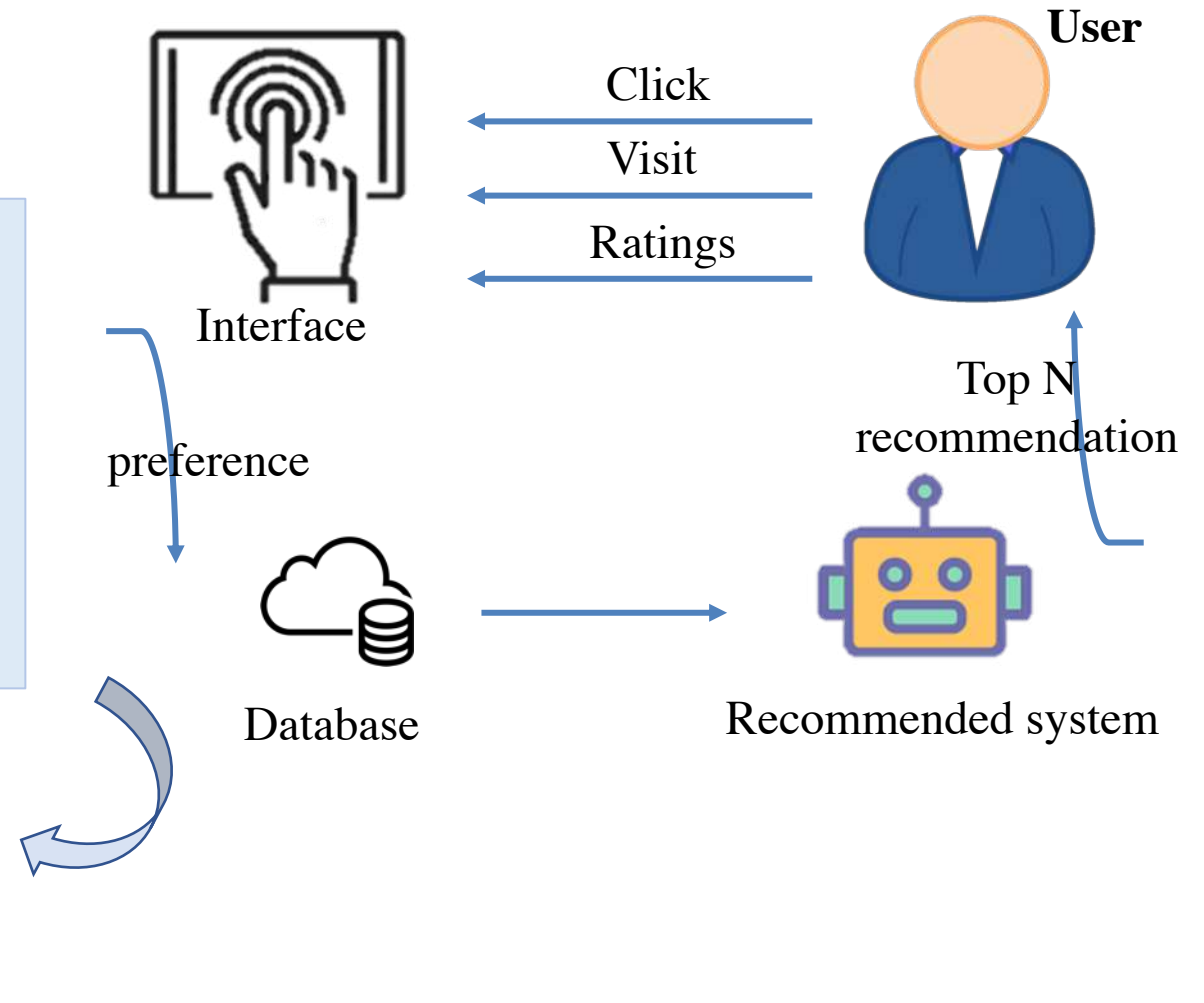 User
Click
Visit
Ratings
Interface
Top N
recommendation
preference
Database
Recommended system